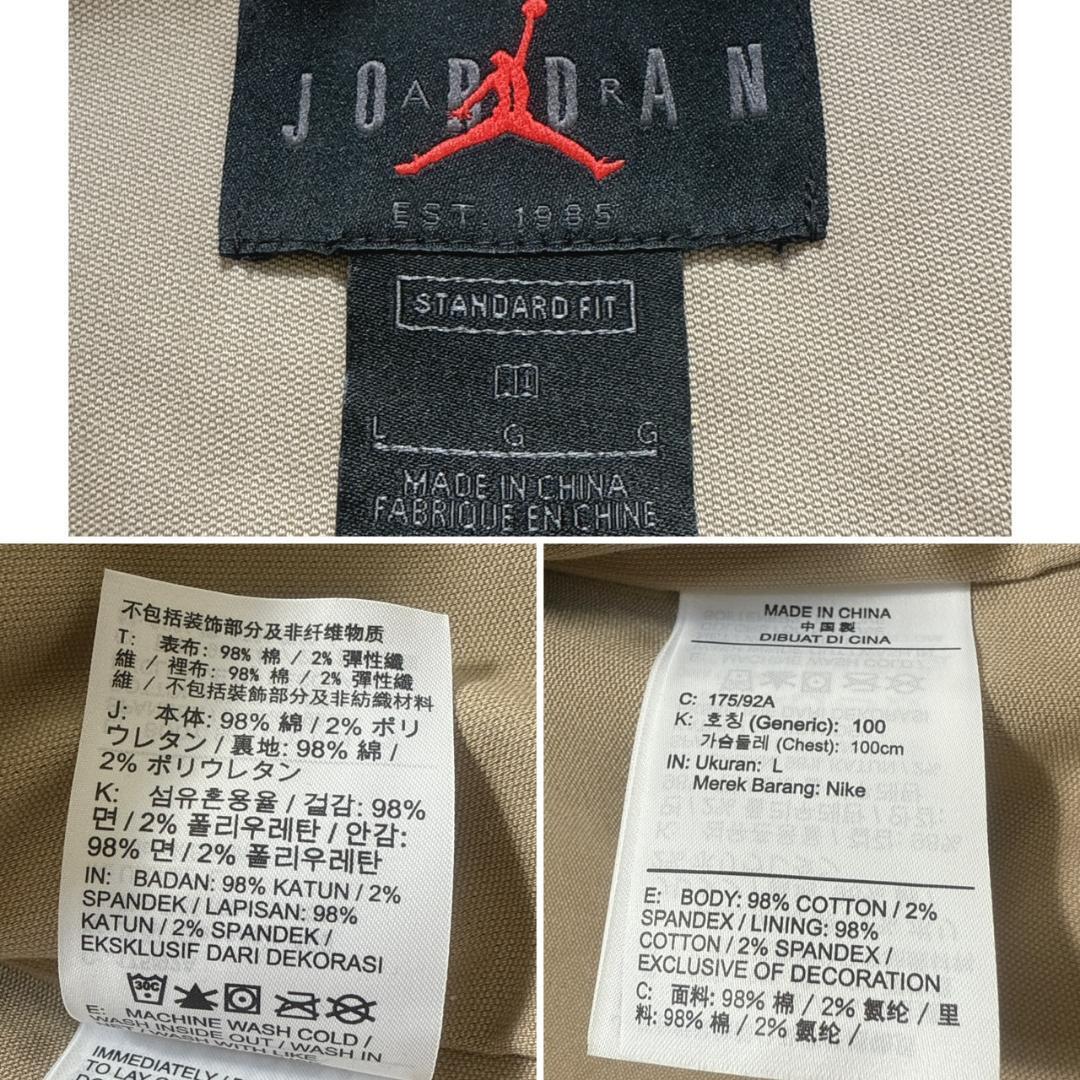 JORDAN
AIR
EST. 1985
STANDARD FIT
L G G
MADE IN CHINA
FABRIQUE EN CHINE
不包括装饰部分及非纤维物质
T: 表布: 98% 棉 / 2% 彈性纖
維 / 裡布: 98% 棉 / 2% 彈性纖
維 / 不包括裝飾部分及非紡織材料
J: 本体: 98% 綿 / 2% ポリ
ウレタン / 裏地: 98% 綿 /
2% ポリウレタン
K: 섬유혼용율 / 겉감: 98%
면 / 2% 폴리우레탄 / 안감:
98% 면 / 2% 폴리우레탄
IN: BADAN: 98% KATUN / 2%
SPANDEK / LAPISAN: 98%
KATUN / 2% SPANDEK /
EKSKLUSIF DARI DEKORASI
30C
E: MACHINE WASH COLD /
WASH INSIDE OUT / WASH IN
WASH WITH LIKE
IMMEDIATELY /
TO LAY
MADE IN CHINA
中国製
DIBUAT DI CINA
C: 175/92A
K: 호칭 (Generic): 100
가슴둘레 (Chest): 100cm
IN: Ukuran: L
Merek Barang: Nike
E: BODY: 98% COTTON / 2%
SPANDEX / LINING: 98%
COTTON / 2% SPANDEX /
EXCLUSIVE OF DECORATION
C: 面料: 98% 棉 / 2% 氨纶 / 里
料: 98% 棉 / 2% 氨纶 /